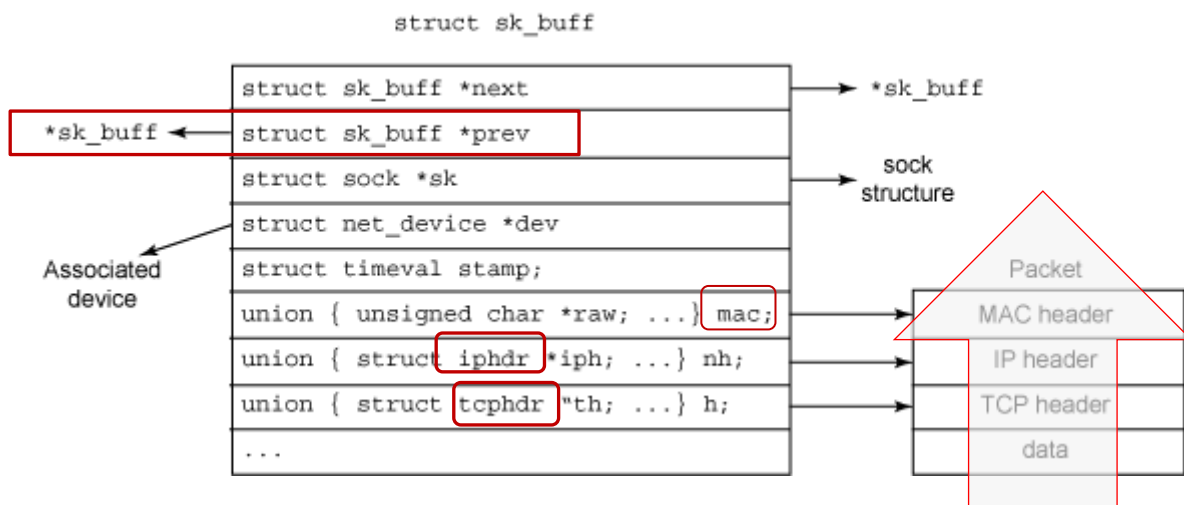 struct sk_buff
struct sk_buff *next
*sk_buff
*sk_buff
struct sk_buff *prev
struct sock *sk
sock
structure
struct net_device *dev
Associated
device
struct timeval stamp;
Packet
union { unsigned char *raw; ...} mac;
MAC header
union { struct iphdr *iph; ...} nh;
IP header
union { struct tcphdr "th; ...} h;
TCP header
...
data